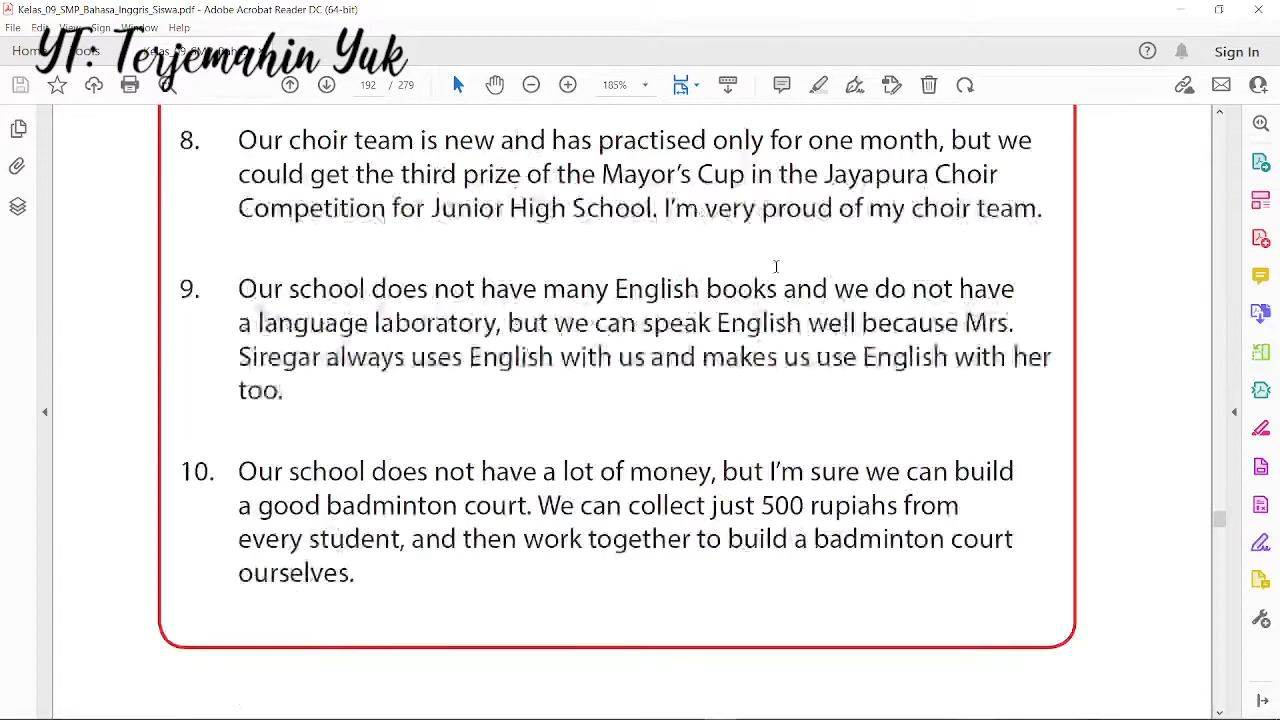 Kelas_09_SMP_Bahasa_Inggris_Siswa.pdf - Adobe Acrobat Reader DC (64-bit)
File Edit View Sign Window Help
YT: Terjemahin Yuk
Sign In
192 / 279
185%
8. Our choir team is new and has practised only for one month, but we
could get the third prize of the Mayor's Cup in the Jayapura Choir
Competition for Junior High School. I'm very proud of my choir team.
9. Our school does not have many English books and we do not have
a language laboratory, but we can speak English well because Mrs.
Siregar always uses English with us and makes us use English with her
too.
10. Our school does not have a lot of money, but I'm sure we can build
a good badminton court. We can collect just 500 rupiahs from
every student, and then work together to build a badminton court
ourselves.